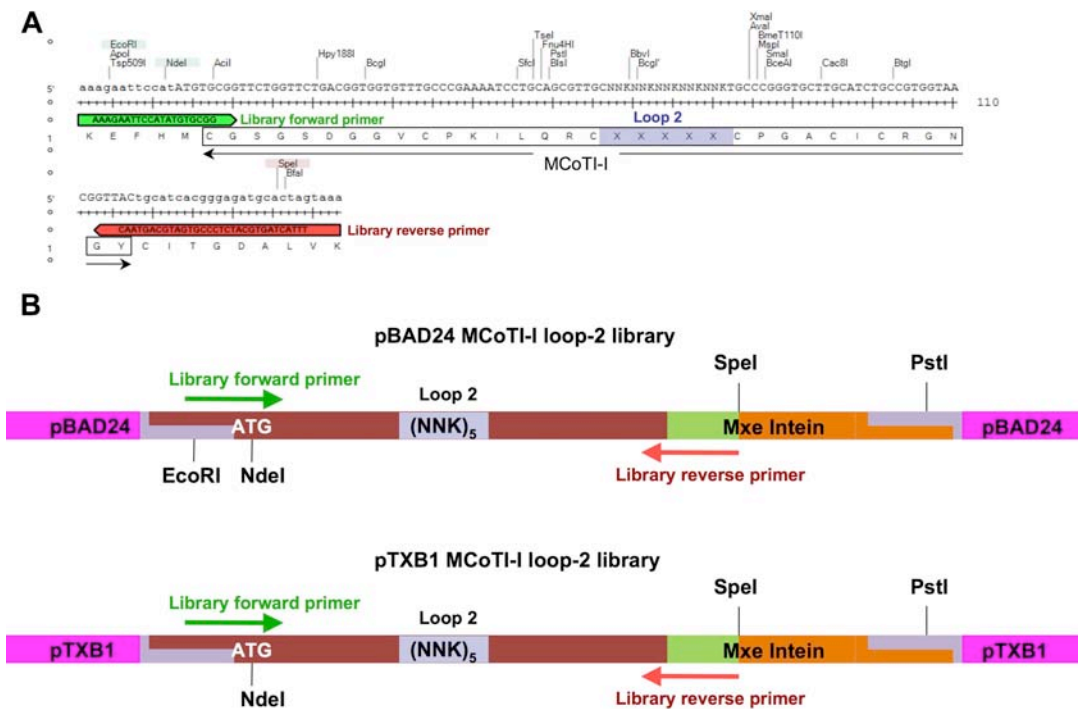 A
EcoRI
ApoI
Tsp509I
NdeI
AciI
Hpy188I
BcgI
SfcI
TseI
Fnu4HI
PstI
BlsI
BbvI
BcgI'
XmaI
AvaI
BmeT110I
MspI
SmaI
BceAI
Cac8I
BtgI
5' aaagaattccatATGTGCGGTTCTGGTTCTGACGGTGGTGTTTGCCCGAAAATCCTGCAGCGTTGCNNKNNKNNKNNKNNKTGCCCGGGTGCTTGCATCTGCCGTGGTAA
110
AAAGAATTCCATATGTGCGG Library forward primer Loop 2
1 K E F H M C G S G S D G G V C P K I L Q R C X X X X X C P G A C I C R G N
MCoTI-I
SpeI
BfaI
5' CGGTTACtgcatcacgggagatgcactagtaaa
CAATGACGTAGTGCCCTCTACGTGATCATTT Library reverse primer
1 G Y C I T G D A L V K
B
pBAD24 MCoTI-I loop-2 library
Library forward primer Loop 2 SpeI PstI
pBAD24 ATG (NNK)5 Mxe Intein pBAD24
EcoRI NdeI Library reverse primer
pTXB1 MCoTI-I loop-2 library
Library forward primer Loop 2 SpeI PstI
pTXB1 ATG (NNK)5 Mxe Intein pTXB1
NdeI Library reverse primer